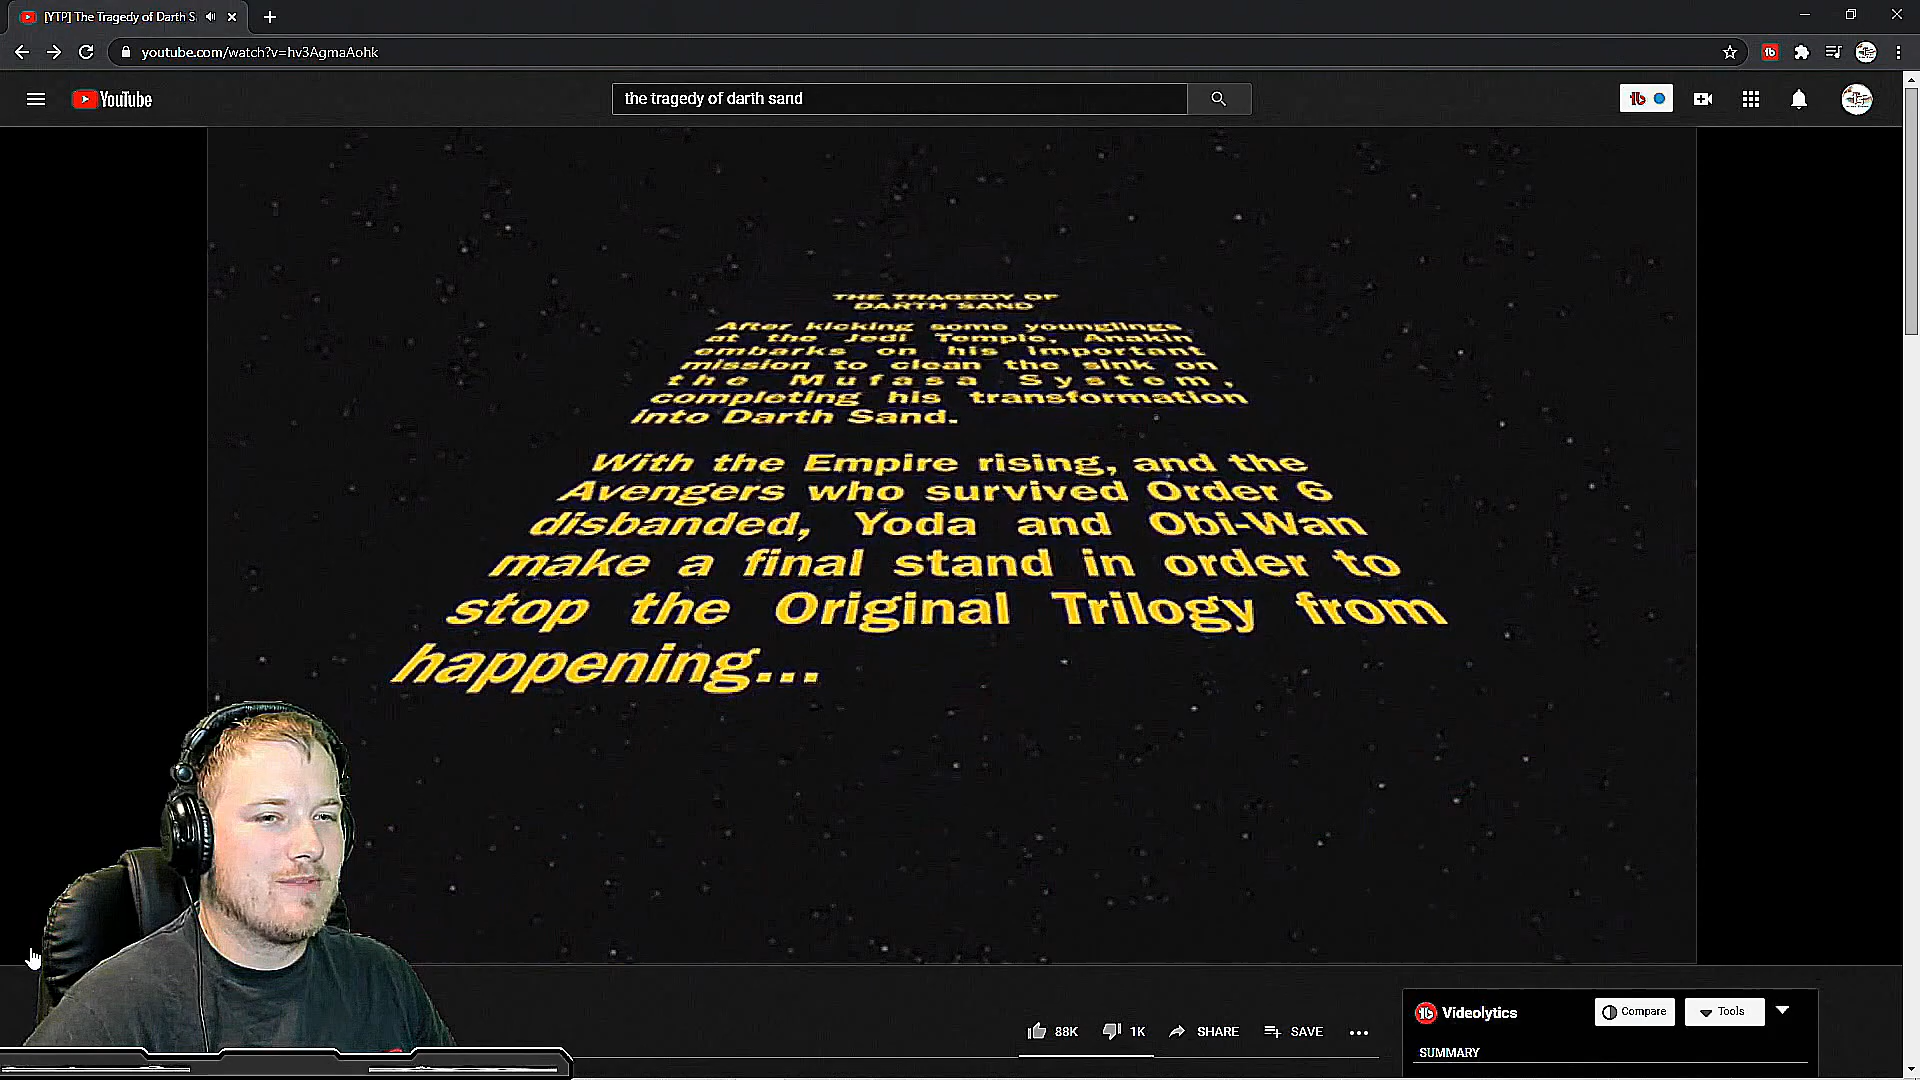 [YTP] The Tragedy of Darth S
youtube.com/watch?v=hv3AgmaAohk
YouTube
the tragedy of darth sand
THE TRAGEDY OF
DARTH SAND
After kicking some younglings
at the Jedi Temple, Anakin
embarks on his important
mission to clean the sink on
the Mufasa System,
completing his transformation
into Darth Sand.
With the Empire rising, and the
Avengers who survived Order 6
disbanded, Yoda and Obi-Wan
make a final stand in order to
stop the Original Trilogy from
happening...
88K 1K SHARE SAVE
Videolytics Compare Tools
SUMMARY